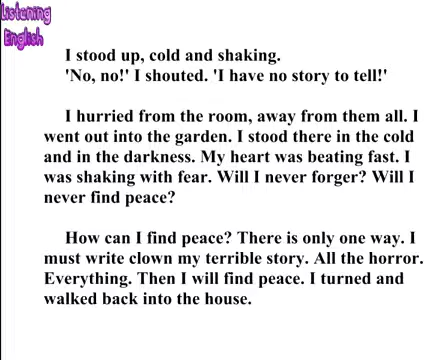 Listening
English
I stood up, cold and shaking.
'No, no!' I shouted. 'I have no story to tell!'
I hurried from the room, away from them all. I
went out into the garden. I stood there in the cold
and in the darkness. My heart was beating fast. I
was shaking with fear. Will I never forger? Will I
never find peace?
How can I find peace? There is only one way. I
must write clown my terrible story. All the horror.
Everything. Then I will find peace. I turned and
walked back into the house.